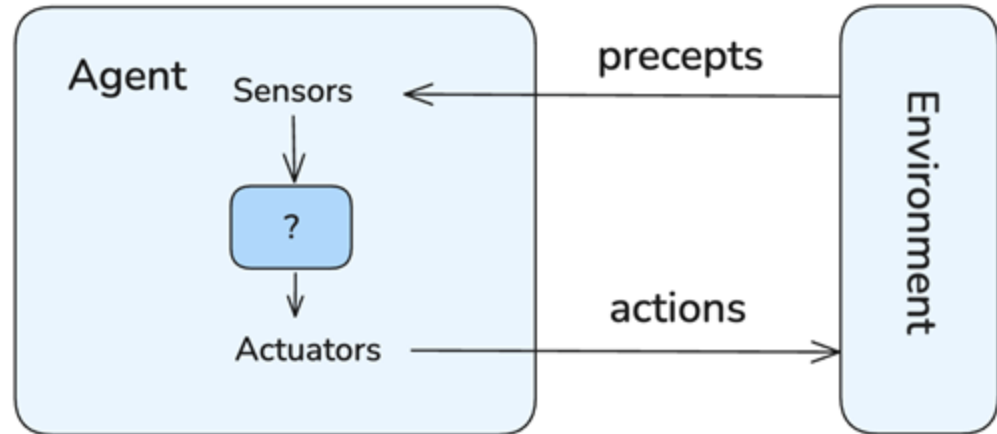 Agent
Sensors
precepts
?
actions
Actuators
Environment